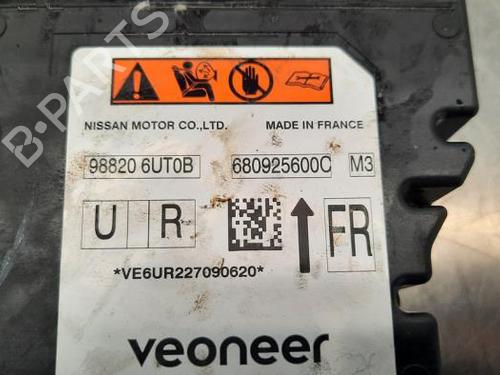 B-PARTS
NISSAN MOTOR CO.,LTD. MADE IN FRANCE
98820 6UT0B 680925600C M3
U R FR
*VE6UR227090620*
veoneer